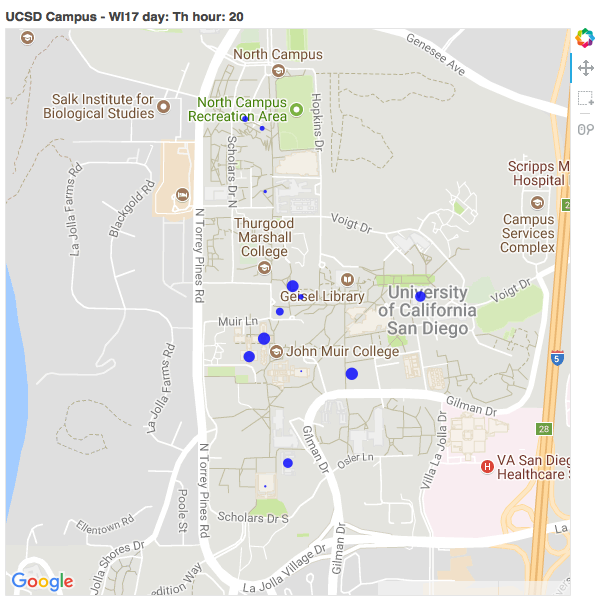 UCSD Campus - WI17 day: Th hour: 20
Genesee Ave
North Campus
Salk Institute for
Biological Studies
North Campus
Recreation Area
Hopkins Dr
Scholars Dr N
La Jolla Farms Rd
Blackgold Rd
Scripps M
Hospital
2
Campus
Services
Complex
N Torrey Pines Rd
Voigt Dr
Thurgood
Marshall
College
Geisel Library
University
of California
San Diego
Voigt Dr
Muir Ln
John Muir College
La Jolla Farms Rd
5
Gilman Dr
Gilman Dr
Villa La Jolla Dr
28
Osler Ln
N Torrey Pines Rd
H
VA San Dieg
Healthcare S
Poole St
Ellentown Rd
Scholars Dr S
Gilman Dr
La
La Jolla Shores Dr
La Jolla Village Dr
edition Way
Google